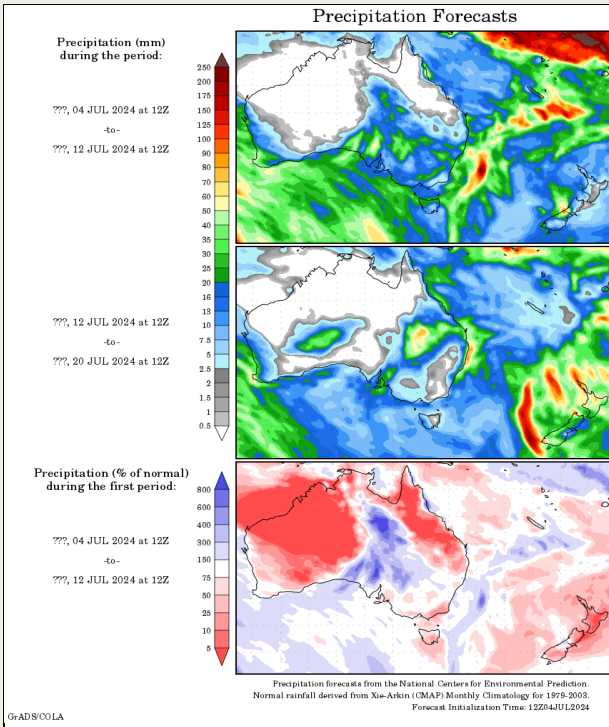 Precipitation Forecasts
Precipitation (mm)
during the period:
???, 04 JUL 2024 at 12Z
-to-
???, 12 JUL 2024 at 12Z
250
200
175
150
125
100
90
80
70
60
50
40
35
30
25
20
16
13
10
7.5
5
2.5
2
1.5
1
0.5
???, 12 JUL 2024 at 12Z
-to-
???, 20 JUL 2024 at 12Z
Precipitation (% of normal)
during the first period:
???, 04 JUL 2024 at 12Z
-to-
???, 12 JUL 2024 at 12Z
800
600
400
300
150
75
50
25
10
5
Precipitation forecasts from the National Centers for Environmental Prediction.
Normal rainfall derived from Xie-Arkin (CMAP) Monthly Climatology for 1979-2003.
Forecast Initialization Time: 12Z04JUL2024
GrADS/COLA